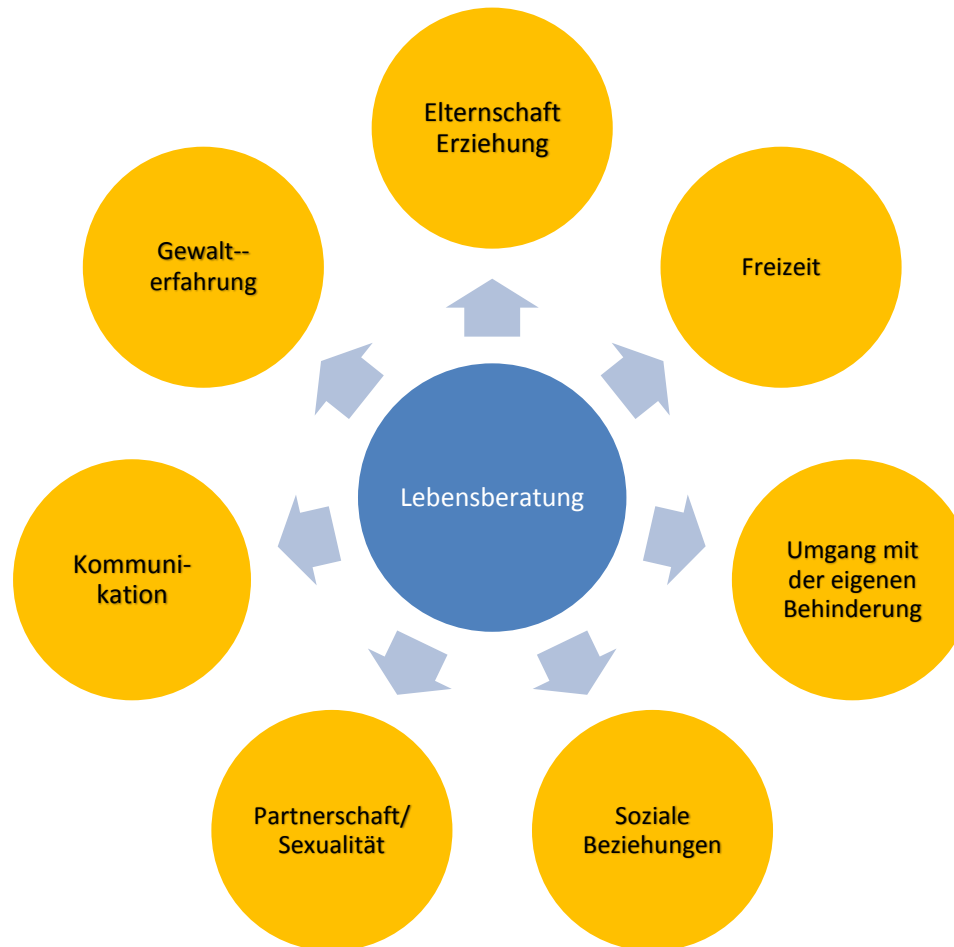 Elternschaft
Erziehung
Freizeit
Umgang mit
der eigenen
Behinderung
Soziale
Beziehungen
Partnerschaft/
Sexualität
Kommuni-
kation
Gewalt--
erfahrung
Lebensberatung